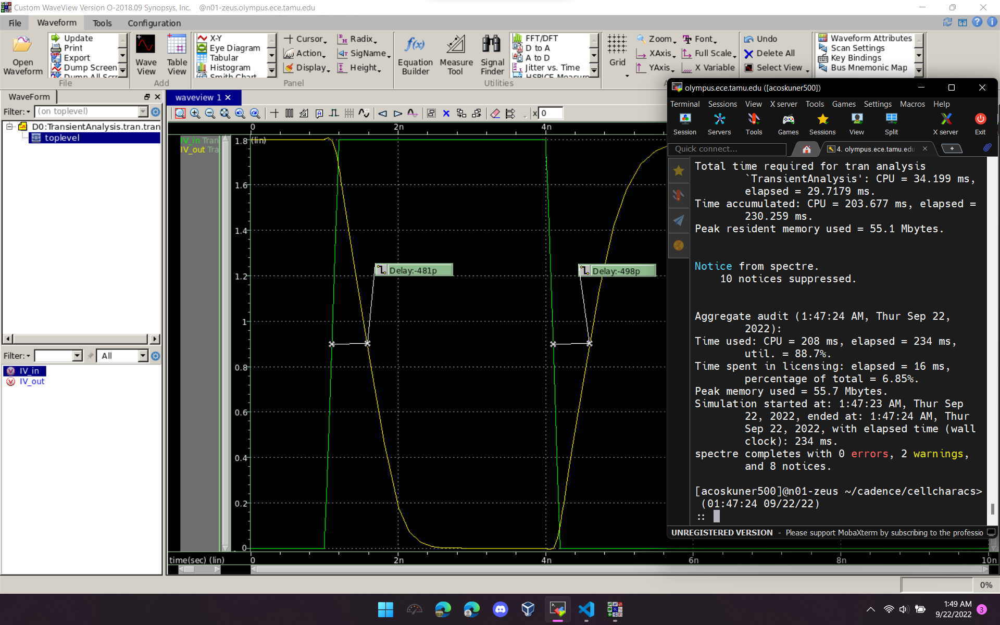 Custom WaveView Version O-2018.09 Synopsys, Inc.    @n01-zeus.olympus.ece.tamu.edu
File Waveform Tools Configuration
Open Waveform
Update
Print
Export
Dump Screen
File
Wave View
Table View
Add
X-Y
Eye Diagram
Tabular
Histogram
Smith Chart
Cursor
Action
Display
Radix
SigName
Height
Panel
Equation Builder
Measure Tool
Signal Finder
FFT/DFT
D to A
A to D
Jitter vs. Time
Utilities
Grid
Zoom
XAxis
YAxis
Font
Full Scale
X Variable
Undo
Delete All
Select View
Waveform Attributes
Scan Settings
Key Bindings
Bus Mnemonic Map
WaveForm
Filter: (on toplevel)
D0:TransientAnalysis.tran.tran
toplevel
Filter: All
IV_in
IV_out
waveview 1
x 0
0 2n 4n
IV_in Tran
IV_out Tra
(lin)
1.8
1.6
1.4
1.2
1
0.8
0.6
0.4
0.2
0
Delay:-481p
Delay:-498p
time(sec) (lin) 0 2n 4n 6n 8n 10n
0%
olympus.ece.tamu.edu ([acoskuner500])
Terminal Sessions View X server Tools Games Settings Macros Help
Session Servers Tools Games Sessions View Split X server Exit
Quick connect...
4. olympus.ece.tamu.edu
Total time required for tran analysis
`TransientAnalysis': CPU = 34.199 ms,
elapsed = 29.7179 ms.
Time accumulated: CPU = 203.677 ms, elapsed =
230.259 ms.
Peak resident memory used = 55.1 Mbytes.
Notice from spectre.
10 notices suppressed.
Aggregate audit (1:47:24 AM, Thur Sep 22,
2022):
Time used: CPU = 208 ms, elapsed = 234 ms,
util. = 88.7%.
Time spent in licensing: elapsed = 16 ms,
percentage of total = 6.85%.
Peak memory used = 55.7 Mbytes.
Simulation started at: 1:47:23 AM, Thur Sep
22, 2022, ended at: 1:47:24 AM, Thur
Sep 22, 2022, with elapsed time (wall
clock): 234 ms.
spectre completes with 0 errors, 2 warnings,
and 8 notices.
[acoskuner500]@n01-zeus ~/cadence/cellcharacs>
(01:47:24 09/22/22)
::
UNREGISTERED VERSION - Please support MobaXterm by subscribing to the professio
1:49 AM
9/22/2022
3